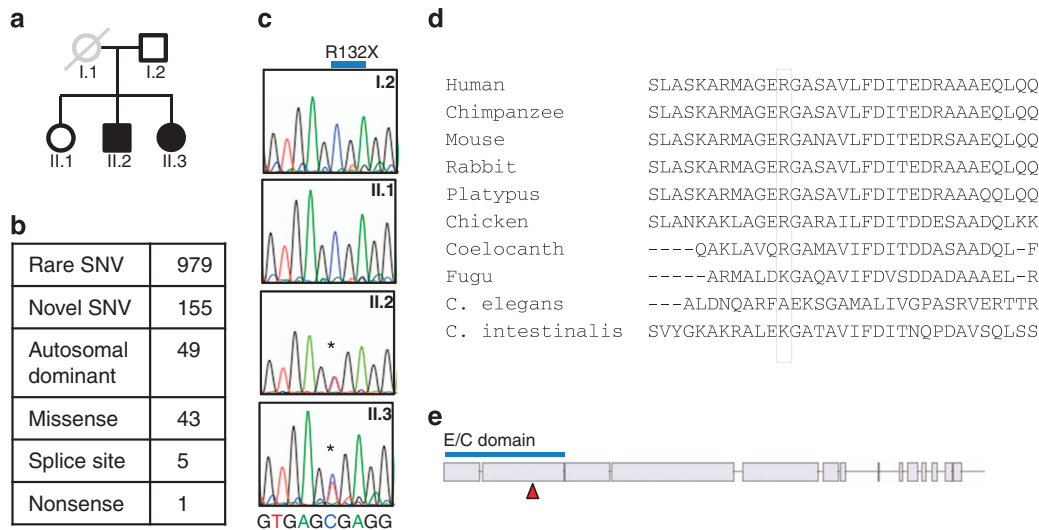 a
I.1
I.2
II.1
II.2
II.3
b
Rare SNV 979
Novel SNV 155
Autosomal dominant 49
Missense 43
Splice site 5
Nonsense 1
c
R132X
I.2
II.1
II.2
*
II.3
*
GTGAGCGAGG
d
Human SLASKARMAGERGASAVLFDITEDRAAAEQLQQ
Chimpanzee SLASKARMAGERGASAVLFDITEDRAAAEQLQQ
Mouse SLASKARMAGERGANAVLFDITEDRSAAEQLQQ
Rabbit SLASKARMAGERGASAVLFDITEDRAAAEQLQQ
Platypus SLASKARMAGERGASAVLFDITEDRAAAQQLQQ
Chicken SLANKAKLAGERGARAILFDITDDESAADQLKK
Coelocanth ----QAKLAVQRGAMAVIFDITDDASAADQL-F
Fugu -----ARMALDKGAQAVIFDVSDDADAAAEL-R
C. elegans ---ALDNQARFAEKSGAMALIVGPASRVERTTR
C. intestinalis SVYGKAKRALEKGATAVIFDITNQPDAVSQLSS
e
E/C domain